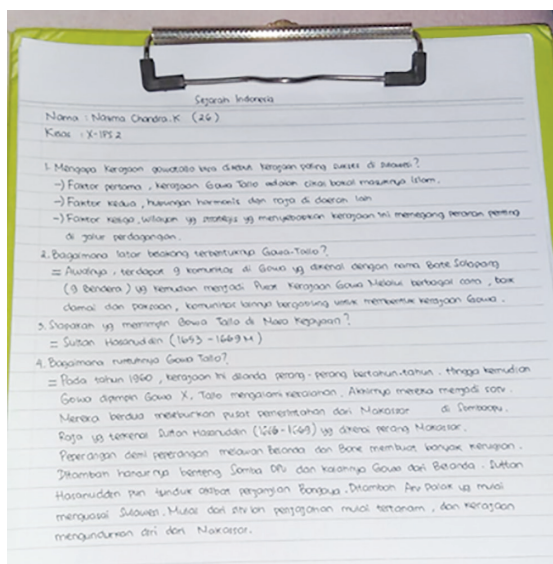 Sejarah Indonesia
Nama : Nahma Chandra.K (26)
Kelas : X-IPS 2
1. Mengapa Kerajaan gowatallo bisa disebut kerajaan paling sukses di sulawesi?
-) Faktor pertama, kerajaan Gowa Tallo adalah cikal bakal masuknya Islam.
-) Faktor kedua, hubungan harmonis dgn raja di daerah lain
-) Faktor ketiga, wilayah yg strategis yg menyebabkan kerajaan ini memegang peranan penting
di jalur perdagangan.
2. Bagaimana latar belakang terbentuknya Gowa-Tallo?
= Awalnya, terdapat 9 komunitas di Gowa yg dikenal dengan nama Bate Salapang
(9 Bendera) yg kemudian menjadi Pusat Kerajaan Gowa Melalui berbagai cara, baik
damai dan paksaan, komunitas lainnya bergabung untuk membentuk kerajaan Gowa.
3. Siapakah yg memimpin Gowa Tallo di Masa Kejayaan?
= Sultan Hasanuddin (1653-1669 M)
4. Bagaimana runtuhnya Gowa Tallo?
= Pada tahun 1960, kerajaan ini dilanda perang-perang bertahun-tahun. Hingga kemudian
Gowa dipimpin Gowa X, Tallo mengalami kekalahan. Akhirnya mereka menjadi satu.
Mereka berdua meleburkan pusat pemerintahan dari Makassar di Sombaopu.
Raja yg terkenal Sultan Hasanuddin (1616-1669) yg dikenai perang Makassar.
Peperangan demi peperangan melawan Belanda dan Bone membuat banyak kerugian.
Ditambah hancurnya benteng Somba OPU dan kalahnya Gowa dari Belanda. Sultan
Hasanuddin pun tunduk akibat perjanjian Bongaya. Ditambah Aru Palak yg mulai
menguasai Sulawesi. Mulai dari penjajahan mulai tertanam, dan kerajaan
mengundurkan diri dari Makassar.